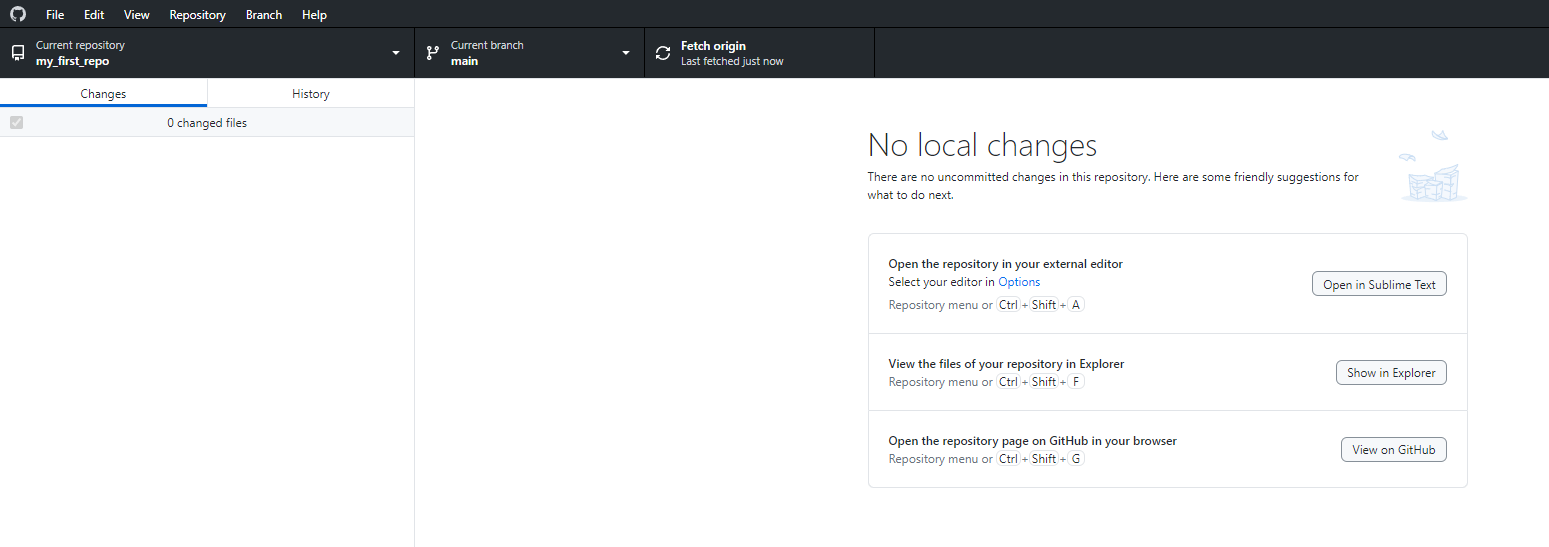 File Edit View Repository Branch Help
Current repository
my_first_repo
Current branch
main
Fetch origin
Last fetched just now
Changes
History
0 changed files
No local changes
There are no uncommitted changes in this repository. Here are some friendly suggestions for
what to do next.
Open the repository in your external editor
Select your editor in Options
Repository menu or Ctrl + Shift + A
Open in Sublime Text
View the files of your repository in Explorer
Repository menu or Ctrl + Shift + F
Show in Explorer
Open the repository page on GitHub in your browser
Repository menu or Ctrl + Shift + G
View on GitHub